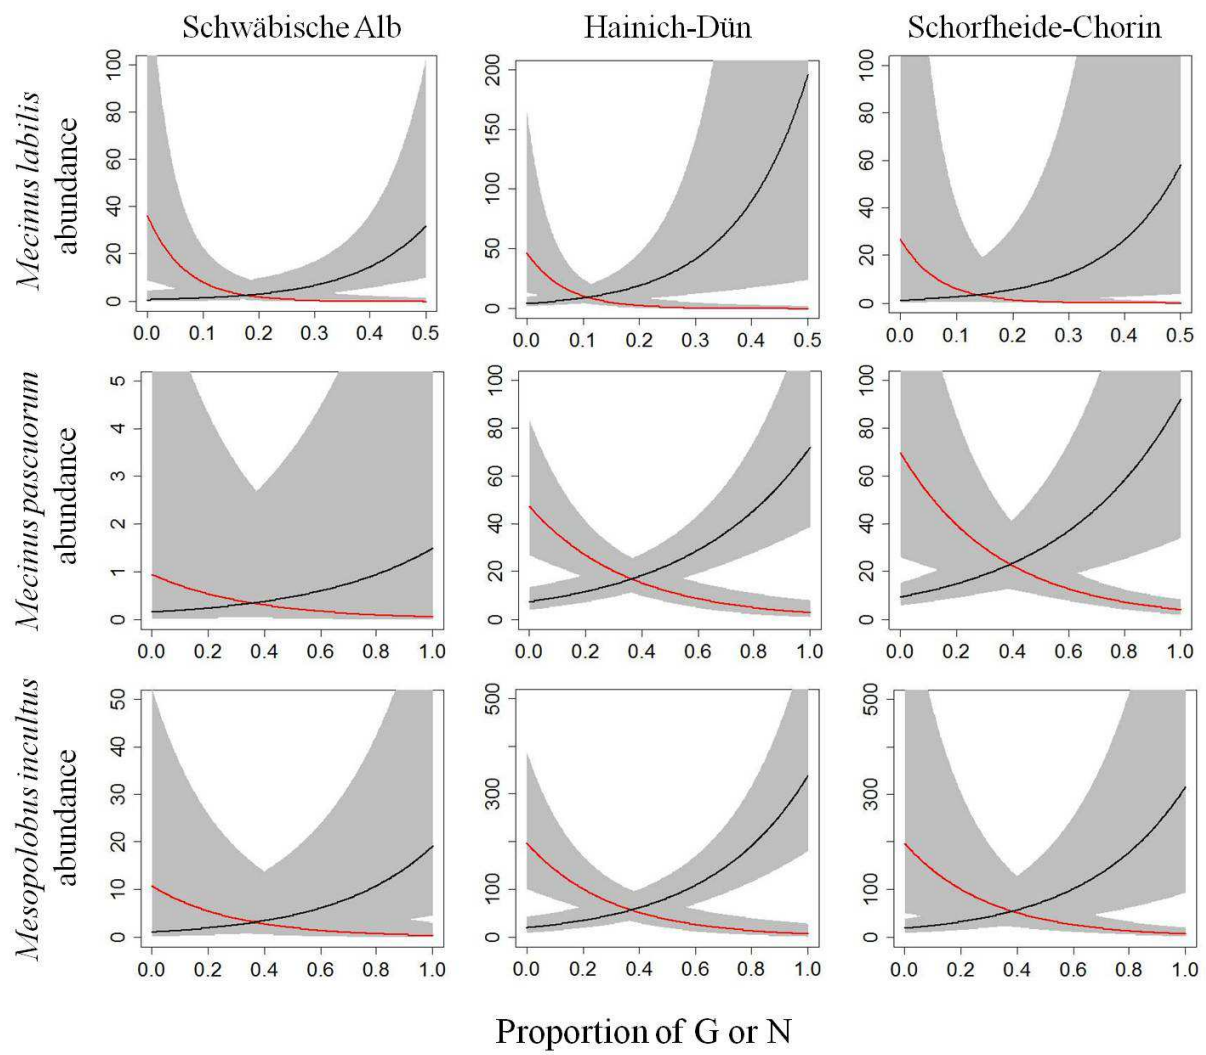 Schwäbische Alb Hainich-Dün Schorfheide-Chorin
Mecinus labilis
abundance
0 20 40 60 80 100
0.0 0.1 0.2 0.3 0.4 0.5
0 50 100 150 200
0.0 0.1 0.2 0.3 0.4 0.5
0 20 40 60 80 100
0.0 0.1 0.2 0.3 0.4 0.5
Mecinus pascuorum
abundance
0 1 2 3 4 5
0.0 0.2 0.4 0.6 0.8 1.0
0 20 40 60 80 100
0.0 0.2 0.4 0.6 0.8 1.0
0 20 40 60 80 100
0.0 0.2 0.4 0.6 0.8 1.0
Mesopolobus incultus
abundance
0 10 20 30 40 50
0.0 0.2 0.4 0.6 0.8 1.0
0 100 300 500
0.0 0.2 0.4 0.6 0.8 1.0
0 100 300 500
0.0 0.2 0.4 0.6 0.8 1.0
Proportion of G or N